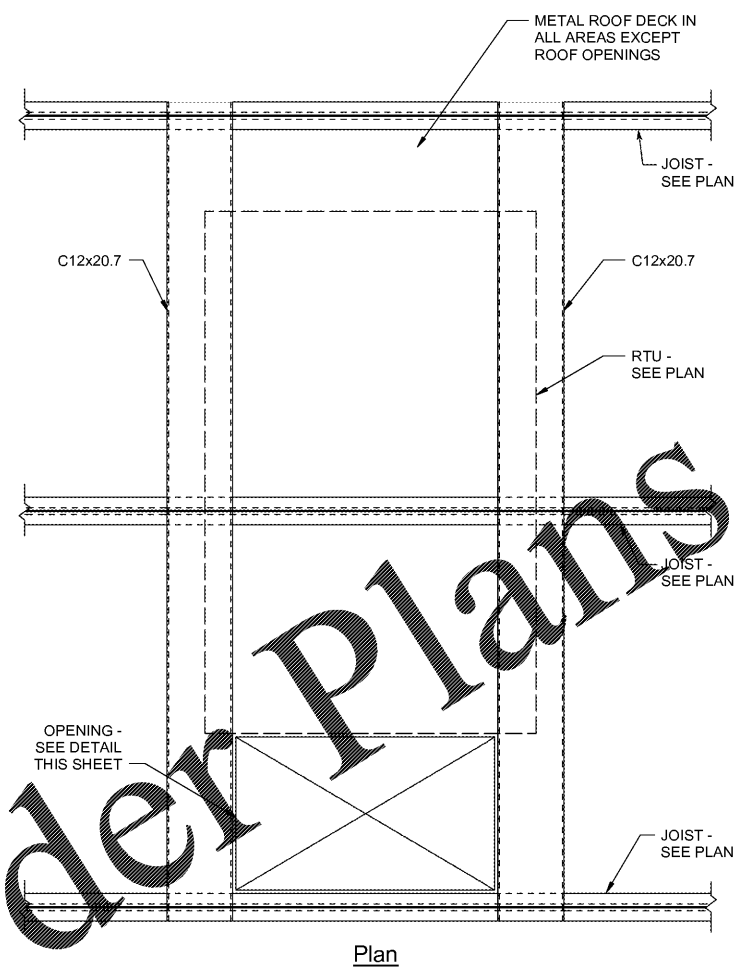 METAL ROOF DECK IN
ALL AREAS EXCEPT
ROOF OPENINGS
JOIST -
SEE PLAN
C12x20.7
C12x20.7
RTU -
SEE PLAN
JOIST -
SEE PLAN
OPENING -
SEE DETAIL
THIS SHEET
JOIST -
SEE PLAN
der Plans
Plan